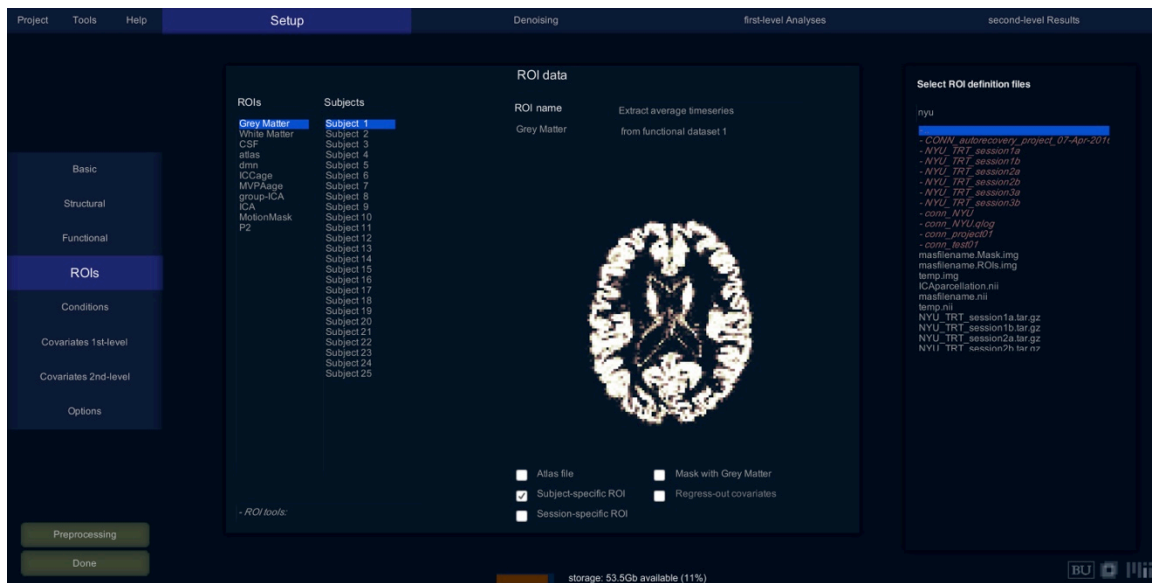 Project Tools Help Setup Denoising first-level Analyses second-level Results
Basic
Structural
Functional
ROIs
Conditions
Covariates 1st-level
Covariates 2nd-level
Options
Preprocessing
Done
ROI data
ROIs
Grey Matter
White Matter
CSF
atlas
dmn
ICCage
MVPAage
group-ICA
ICA
MotionMask
P2
- ROI tools:
Subjects
Subject 1
Subject 2
Subject 3
Subject 4
Subject 5
Subject 6
Subject 7
Subject 8
Subject 9
Subject 10
Subject 11
Subject 12
Subject 13
Subject 14
Subject 15
Subject 16
Subject 17
Subject 18
Subject 19
Subject 20
Subject 21
Subject 22
Subject 23
Subject 24
Subject 25
ROI name
Grey Matter
Extract average timeseries
from functional dataset 1
Atlas file
Subject-specific ROI
Session-specific ROI
Mask with Grey Matter
Regress-out covariates
Select ROI definition files
nyu
- CONN_autorecovery_project_07-Apr-2016
- NYU_TRT_session1a
- NYU_TRT_session1b
- NYU_TRT_session2a
- NYU_TRT_session2b
- NYU_TRT_session3a
- NYU_TRT_session3b
- conn_NYU
- conn_NYU.qlog
- conn_project01
- conn_test01
masfilename.Mask.img
masfilename.ROIs.img
temp.img
ICAparcellation.nii
masfilename.nii
temp.nii
NYU_TRT_session1a.tar.gz
NYU_TRT_session1b.tar.gz
NYU_TRT_session2a.tar.gz
NYU_TRT_session2b.tar.gz
storage: 53.5Gb available (11%)
BU